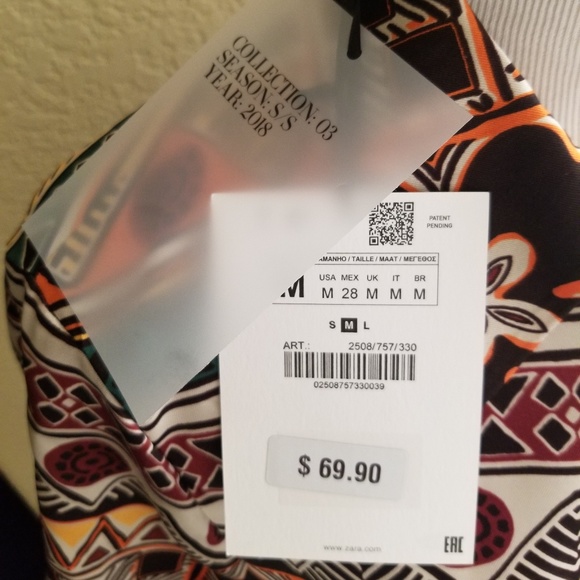 COLLECTION: 03
SEASON: S/S
YEAR: 2018
PATENT
PENDING
/ TAILLE / MAAT / ΜΕΓΕΘΟΣ
USA MEX UK IT BR
M M 28 M M M
S M L
ART.: 2508/757/330
02508757330039
$ 69.90
www.zara.com
EAC